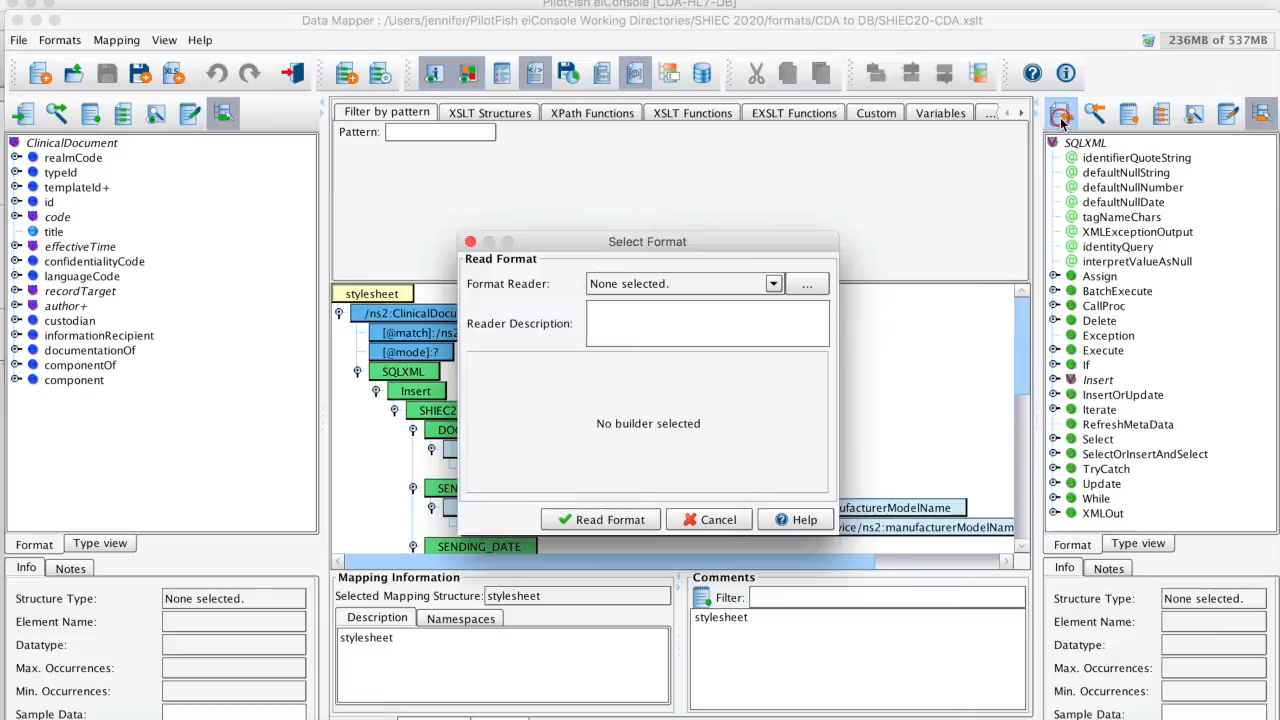 PilotFish eiConsole [CDA-HL7-DB]
Data Mapper : /Users/jennifer/PilotFish eiConsole Working Directories/SHIEC 2020/formats/CDA to DB/SHIEC20-CDA.xslt
File Formats Mapping View Help
236MB of 537MB
Filter by pattern XSLT Structures XPath Functions XSLT Functions EXSLT Functions Custom Variables ...
Pattern:
ClinicalDocument
realmCode
typeId
templateId+
id
code
title
effectiveTime
confidentialityCode
languageCode
recordTarget
author+
custodian
informationRecipient
documentationOf
componentOf
component
Format Type view
Info Notes
Structure Type: None selected.
Element Name:
Datatype:
Max. Occurrences:
Min. Occurrences:
Sample Data:
stylesheet
/ns2:ClinicalDocu
[@match]:/ns2
[@mode]:?
SQLXML
Insert
SHIEC2
DO
SEN
ufacturerModelName
vice/ns2:manufacturerModelNam
SENDING_DATE
Select Format
Read Format
Format Reader: None selected. ...
Reader Description:
No builder selected
Read Format Cancel Help
Mapping Information
Selected Mapping Structure: stylesheet
Description Namespaces
stylesheet
Comments
Filter:
stylesheet
SQLXML
identifierQuoteString
defaultNullString
defaultNullNumber
defaultNullDate
tagNameChars
XMLExceptionOutput
identityQuery
interpretValueAsNull
Assign
BatchExecute
CallProc
Delete
Exception
Execute
If
Insert
InsertOrUpdate
Iterate
RefreshMetaData
Select
SelectOrInsertAndSelect
TryCatch
Update
While
XMLOut
Format Type view
Info Notes
Structure Type: None selected.
Element Name:
Datatype:
Max. Occurrences:
Min. Occurrences:
Sample Data: